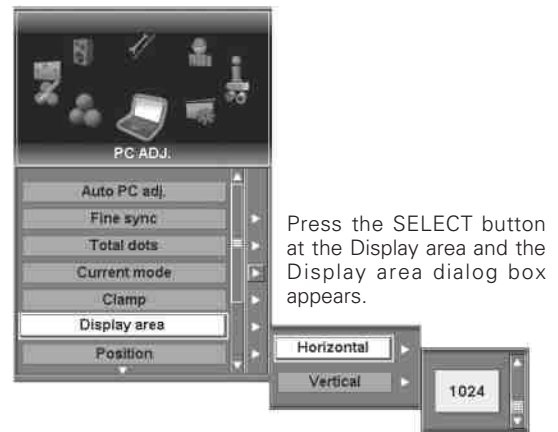 PC ADJ.
Auto PC adj.
Fine sync
Total dots
Current mode
Clamp
Display area
Position
Press the SELECT button
at the Display area and the
Display area dialog box
appears.
Horizontal
Vertical
1024